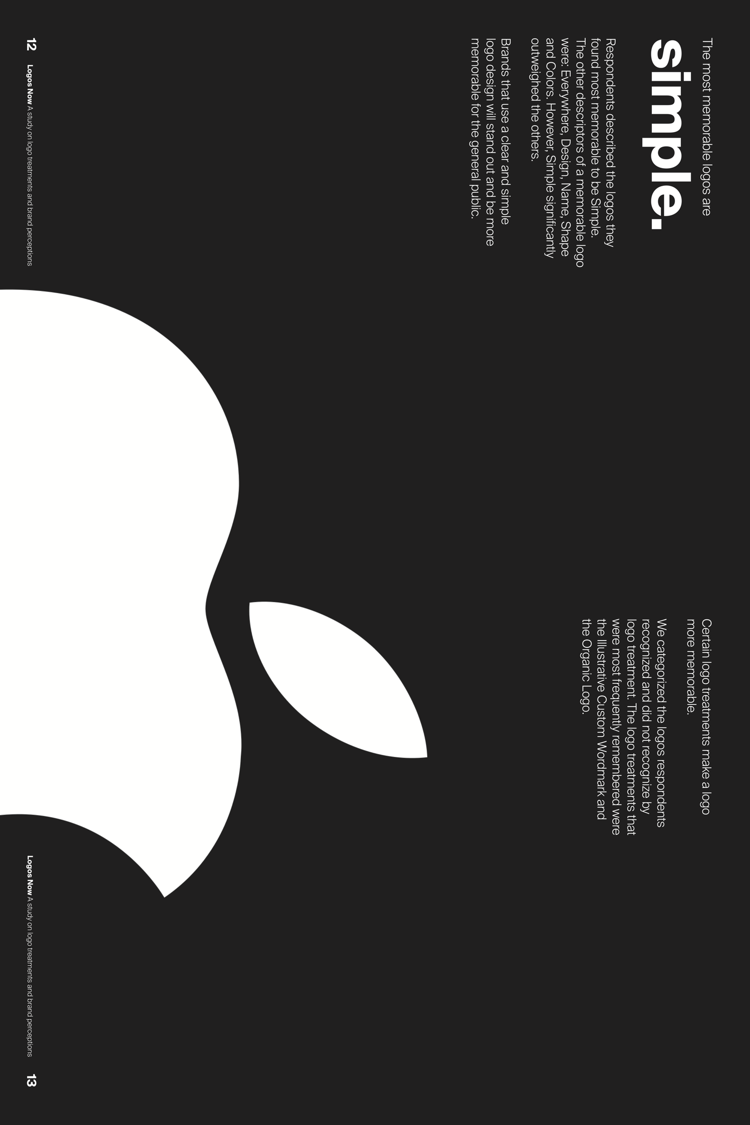 The most memorable logos are
simple.
Respondents described the logos they
found most memorable to be Simple.
The other descriptors of a memorable logo
were: Everywhere, Design, Name, Shape
and Colors. However, Simple significantly
outweighed the others.
Brands that use a clear and simple
logo design will stand out and be more
memorable for the general public.
12
Logos Now A study on logo treatments and brand perceptions
Certain logo treatments make a logo
more memorable.
We categorized the logos respondents
recognized and did not recognize by
logo treatment. The logo treatments that
were most frequently remembered were
the Illustrative Custom Wordmark and
the Organic Logo.
Logos Now A study on logo treatments and brand perceptions
13